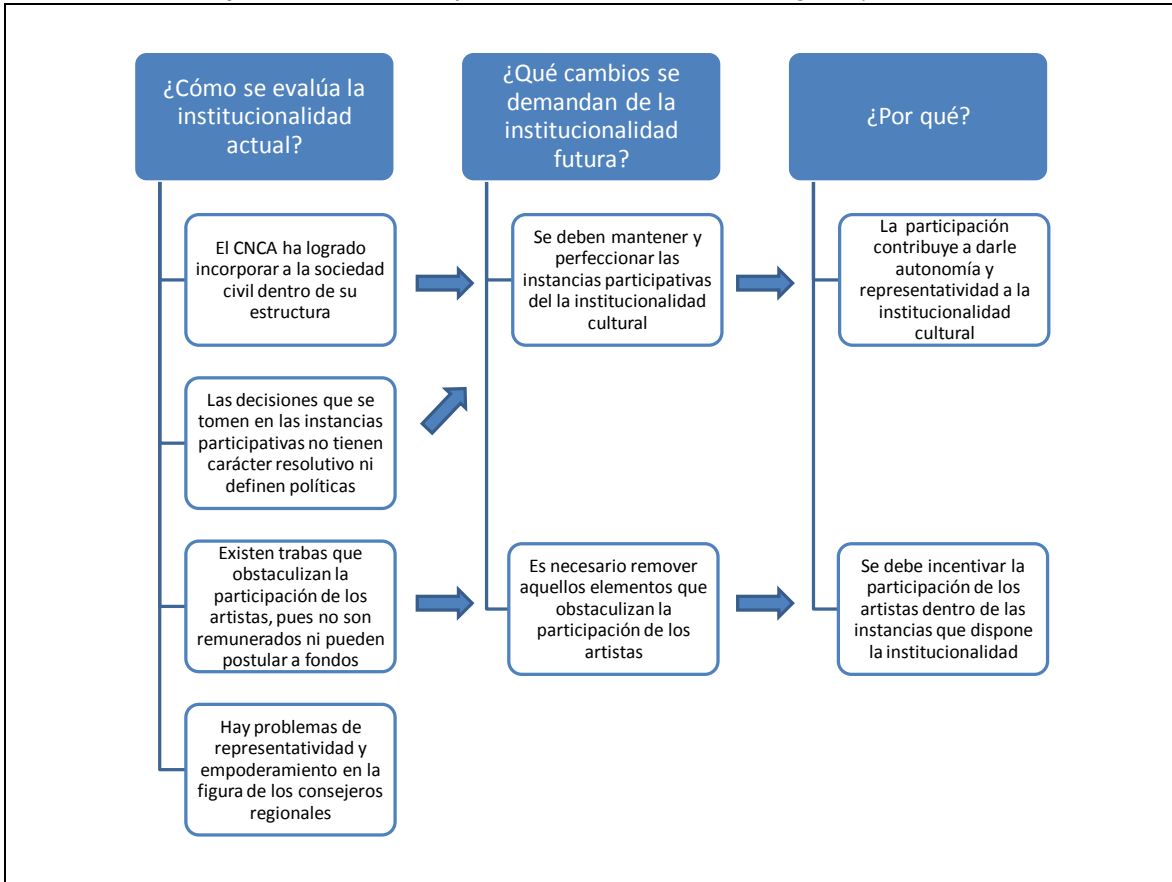 ¿Cómo se evalúa la
institucionalidad
actual?
El CNCA ha logrado
incorporar a la sociedad
civil dentro de su
estructura
Las decisiones que se
tomen en las instancias
participativas no tienen
carácter resolutivo ni
definen políticas
Existen trabas que
obstaculizan la
participación de los
artistas, pues no son
remunerados ni pueden
postular a fondos
Hay problemas de
representatividad y
empoderamiento en la
figura de los consejeros
regionales
¿Qué cambios se
demandan de la
institucionalidad
futura?
Se deben mantener y
perfeccionar las
instancias participativas
del la institucionalidad
cultural
Es necesario remover
aquellos elementos que
obstaculizan la
participación de los
artistas
¿Por qué?
La participación
contribuye a darle
autonomía y
representatividad a la
institucionalidad
cultural
Se debe incentivar la
participación de los
artistas dentro de las
instancias que dispone
la institucionalidad